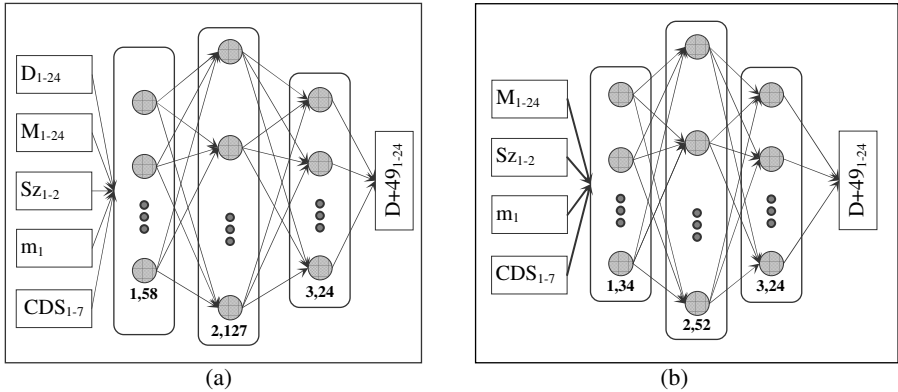 D1-24
M1-24
Sz1-2
m1
CDS1-7
1,58
2,127
3,24
D+491-24
(a)
M1-24
Sz1-2
m1
CDS1-7
1,34
2,52
3,24
D+491-24
(b)